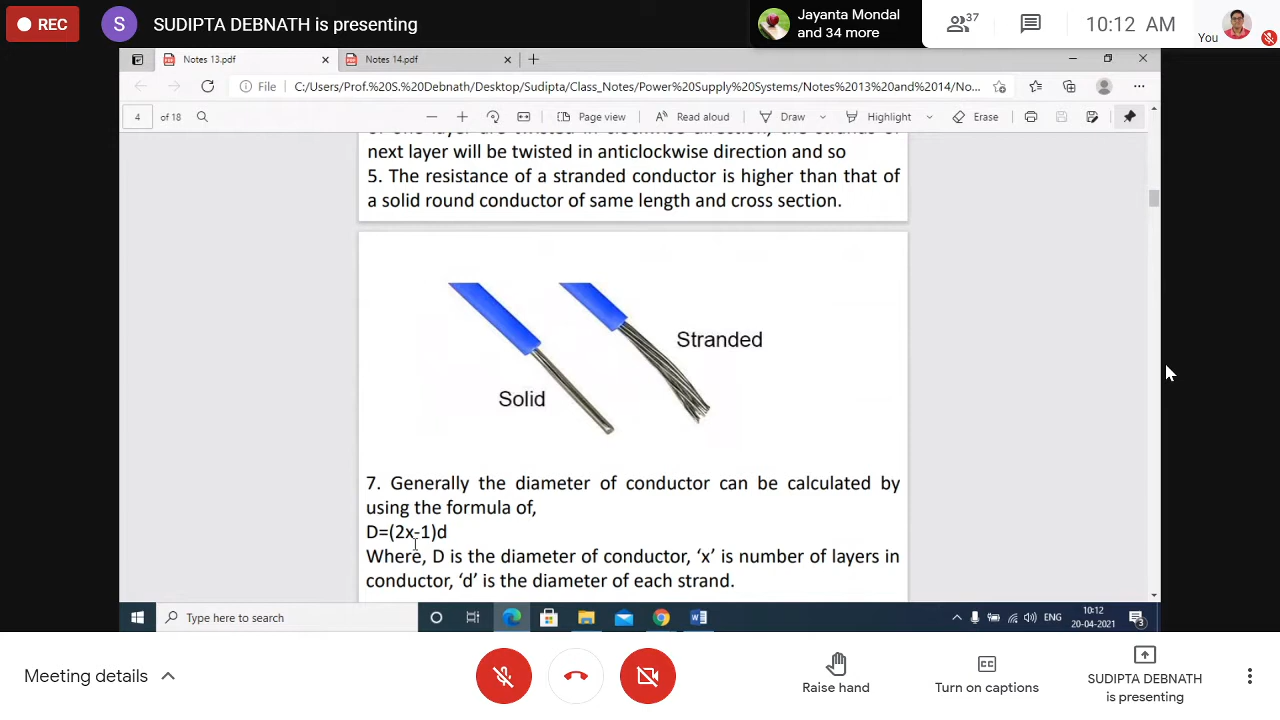 REC
S
SUDIPTA DEBNATH is presenting
Jayanta Mondal
and 34 more
37
10:12 AM
You
Notes 13.pdf
Notes 14.pdf
File
C:/Users/Prof.%20S.%20Debnath/Desktop/Sudipta/Class_Notes/Power%20Supply%20Systems/Notes%2013%20and%2014/No...
4
of 18
Page view
Read aloud
Draw
Highlight
Erase
next layer will be twisted in anticlockwise direction and so
5. The resistance of a stranded conductor is higher than that of
a solid round conductor of same length and cross section.
Stranded
Solid
7. Generally the diameter of conductor can be calculated by
using the formula of,
D=(2x-1)d
Where, D is the diameter of conductor, ‘x’ is number of layers in
conductor, ‘d’ is the diameter of each strand.
Type here to search
ENG
10:12
20-04-2021
3
Meeting details
Raise hand
Turn on captions
SUDIPTA DEBNATH
is presenting